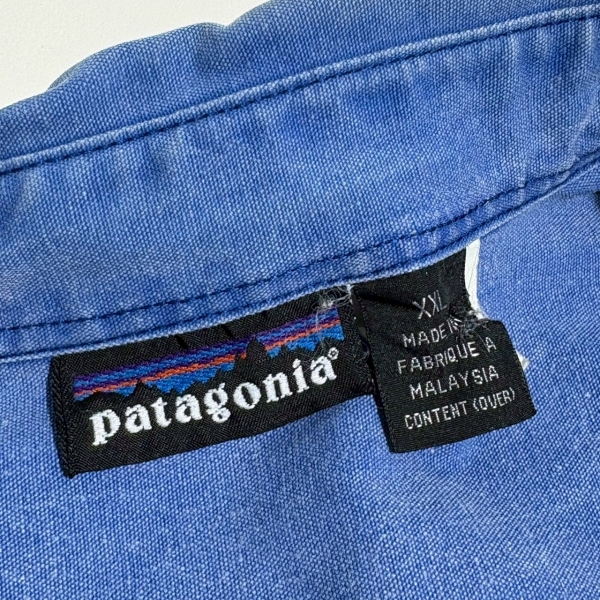 patagonia®
XXL
MADE IN
FABRIQUE A
MALAYSIA
CONTENT (OVER)